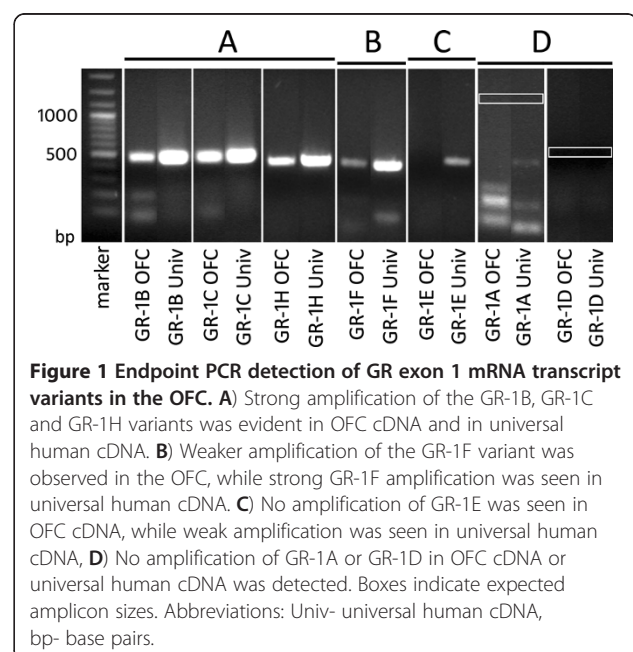 A B C D
1000
500
bp
marker
GR-1B OFC
GR-1B Univ
GR-1C OFC
GR-1C Univ
GR-1H OFC
GR-1H Univ
GR-1F OFC
GR-1F Univ
GR-1E OFC
GR-1E Univ
GR-1A OFC
GR-1A Univ
GR-1D OFC
GR-1D Univ
Figure 1 Endpoint PCR detection of GR exon 1 mRNA transcript
variants in the OFC. A) Strong amplification of the GR-1B, GR-1C
and GR-1H variants was evident in OFC cDNA and in universal
human cDNA. B) Weaker amplification of the GR-1F variant was
observed in the OFC, while strong GR-1F amplification was seen in
universal human cDNA. C) No amplification of GR-1E was seen in
OFC cDNA, while weak amplification was seen in universal human
cDNA, D) No amplification of GR-1A or GR-1D in OFC cDNA or
universal human cDNA was detected. Boxes indicate expected
amplicon sizes. Abbreviations: Univ- universal human cDNA,
bp- base pairs.